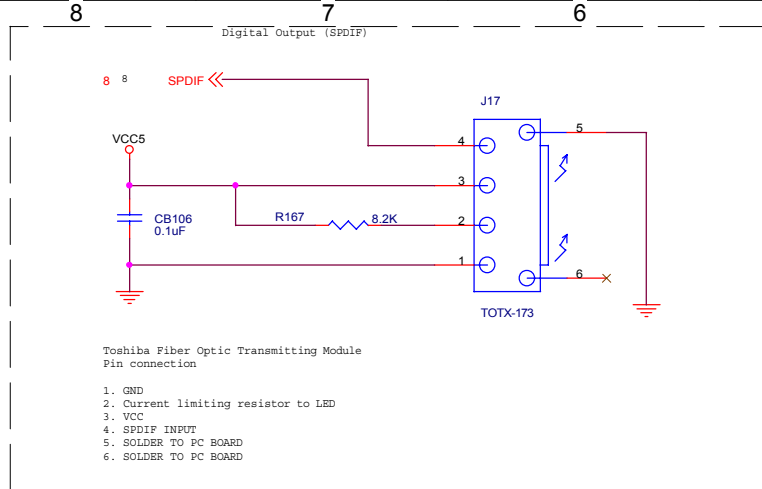 8 7 6
Digital Output (SPDIF)
8 8 SPDIF
J17
VCC5
5
4
3
CB106
0.1uF
R167 8.2K
2
1
6
TOTX-173
Toshiba Fiber Optic Transmitting Module
Pin connection
1. GND
2. Current limiting resistor to LED
3. VCC
4. SPDIF INPUT
5. SOLDER TO PC BOARD
6. SOLDER TO PC BOARD